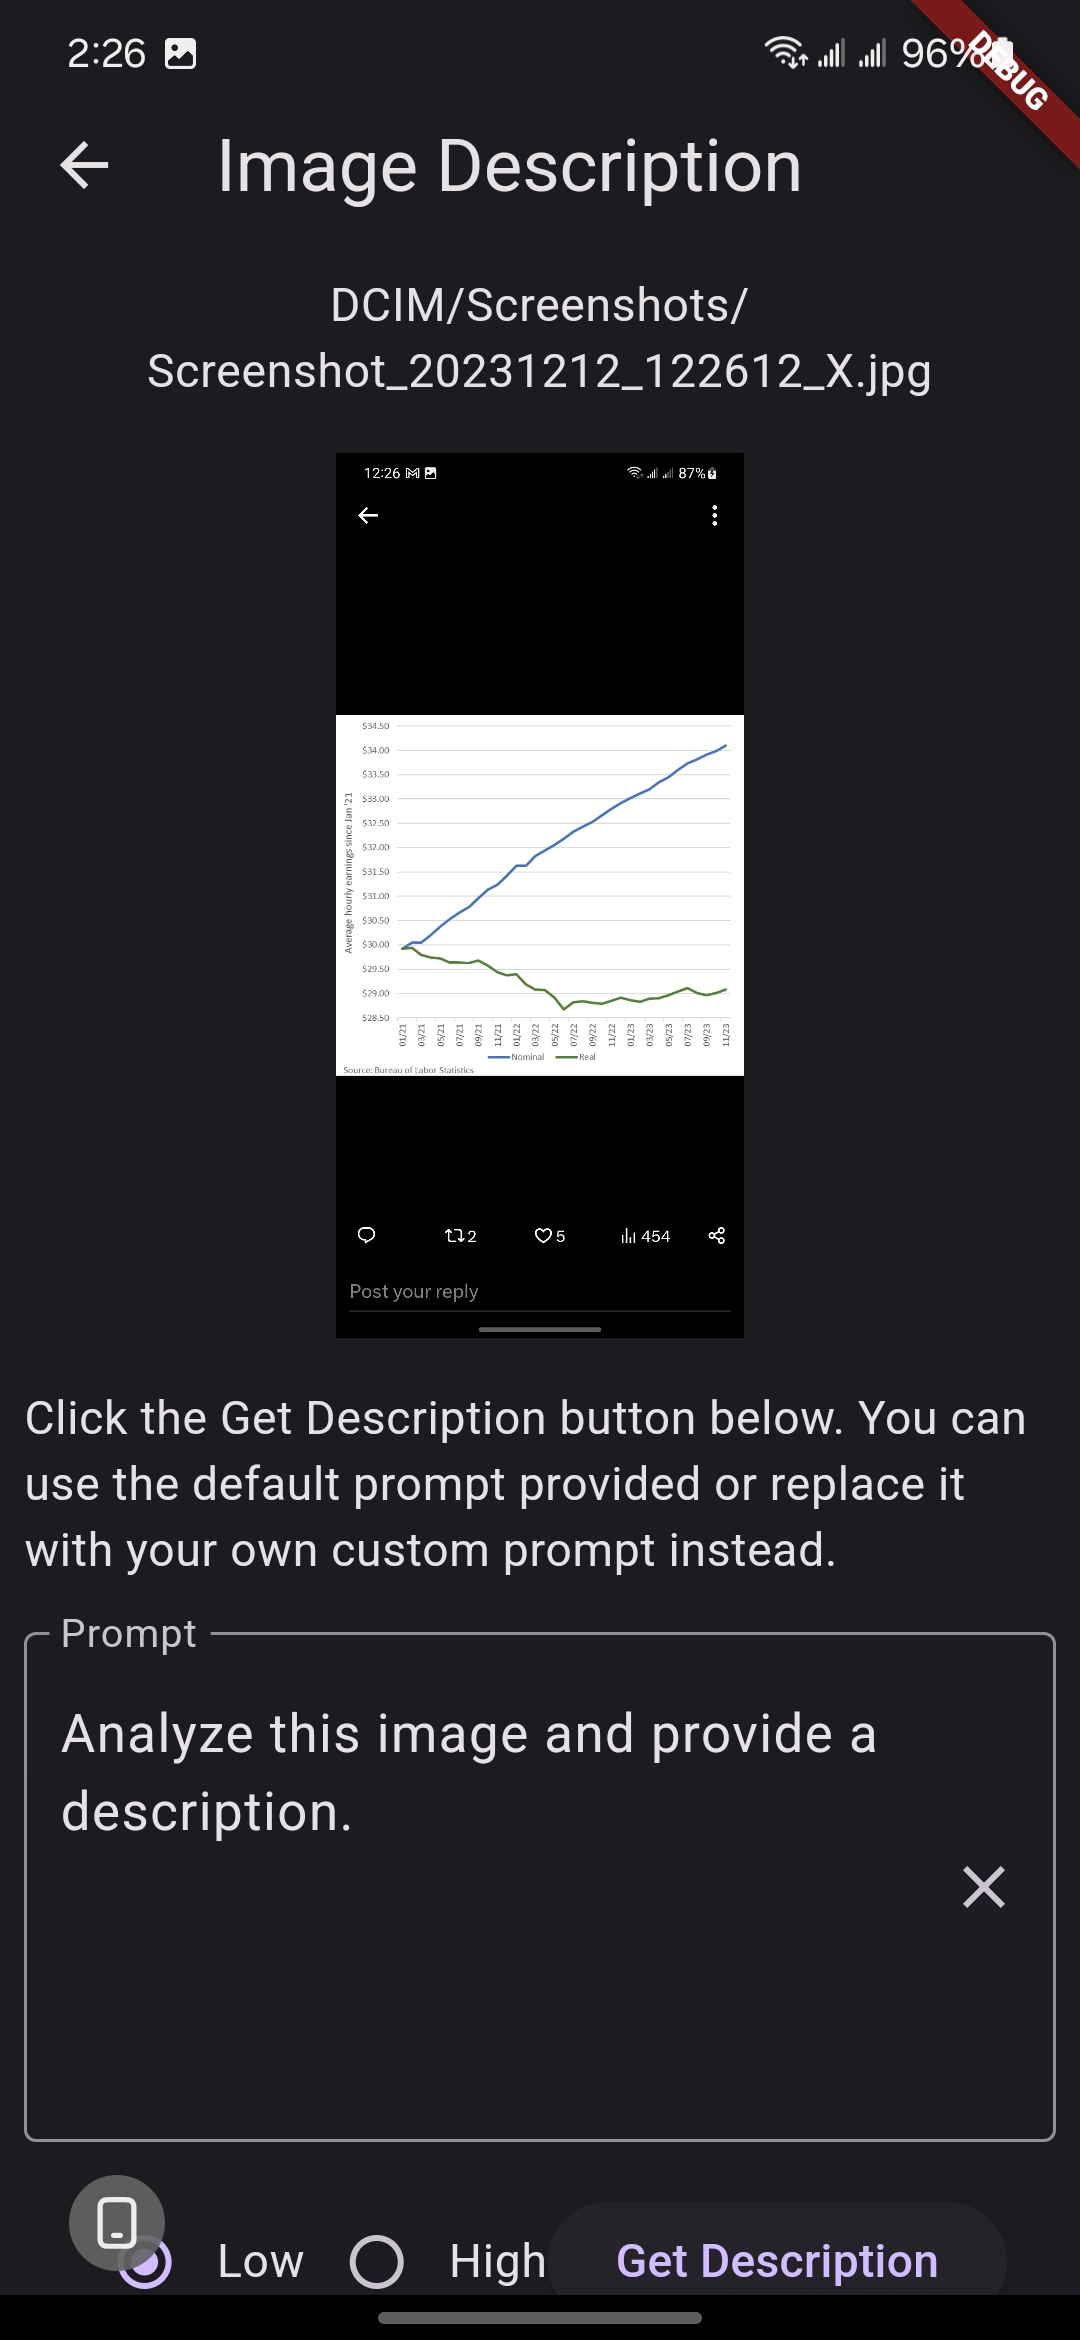 2:26
96%
DEBUG
Image Description
DCIM/Screenshots/
Screenshot_20231212_122612_X.jpg
12:26
87%
$34.50
$34.00
$33.50
$33.00
$32.50
$32.00
$31.50
$31.00
$30.50
$30.00
$29.50
$29.00
$28.50
Average hourly earnings since Jan '21
01/21 03/21 05/21 07/21 09/21 11/21 01/22 03/22 05/22 07/22 09/22 11/22 01/23 03/23 05/23 07/23 09/23 11/23
Nominal Real
Source: Bureau of Labor Statistics
2 5 454
Post your reply
Click the Get Description button below. You can
use the default prompt provided or replace it
with your own custom prompt instead.
Prompt
Analyze this image and provide a
description.
Low High Get Description